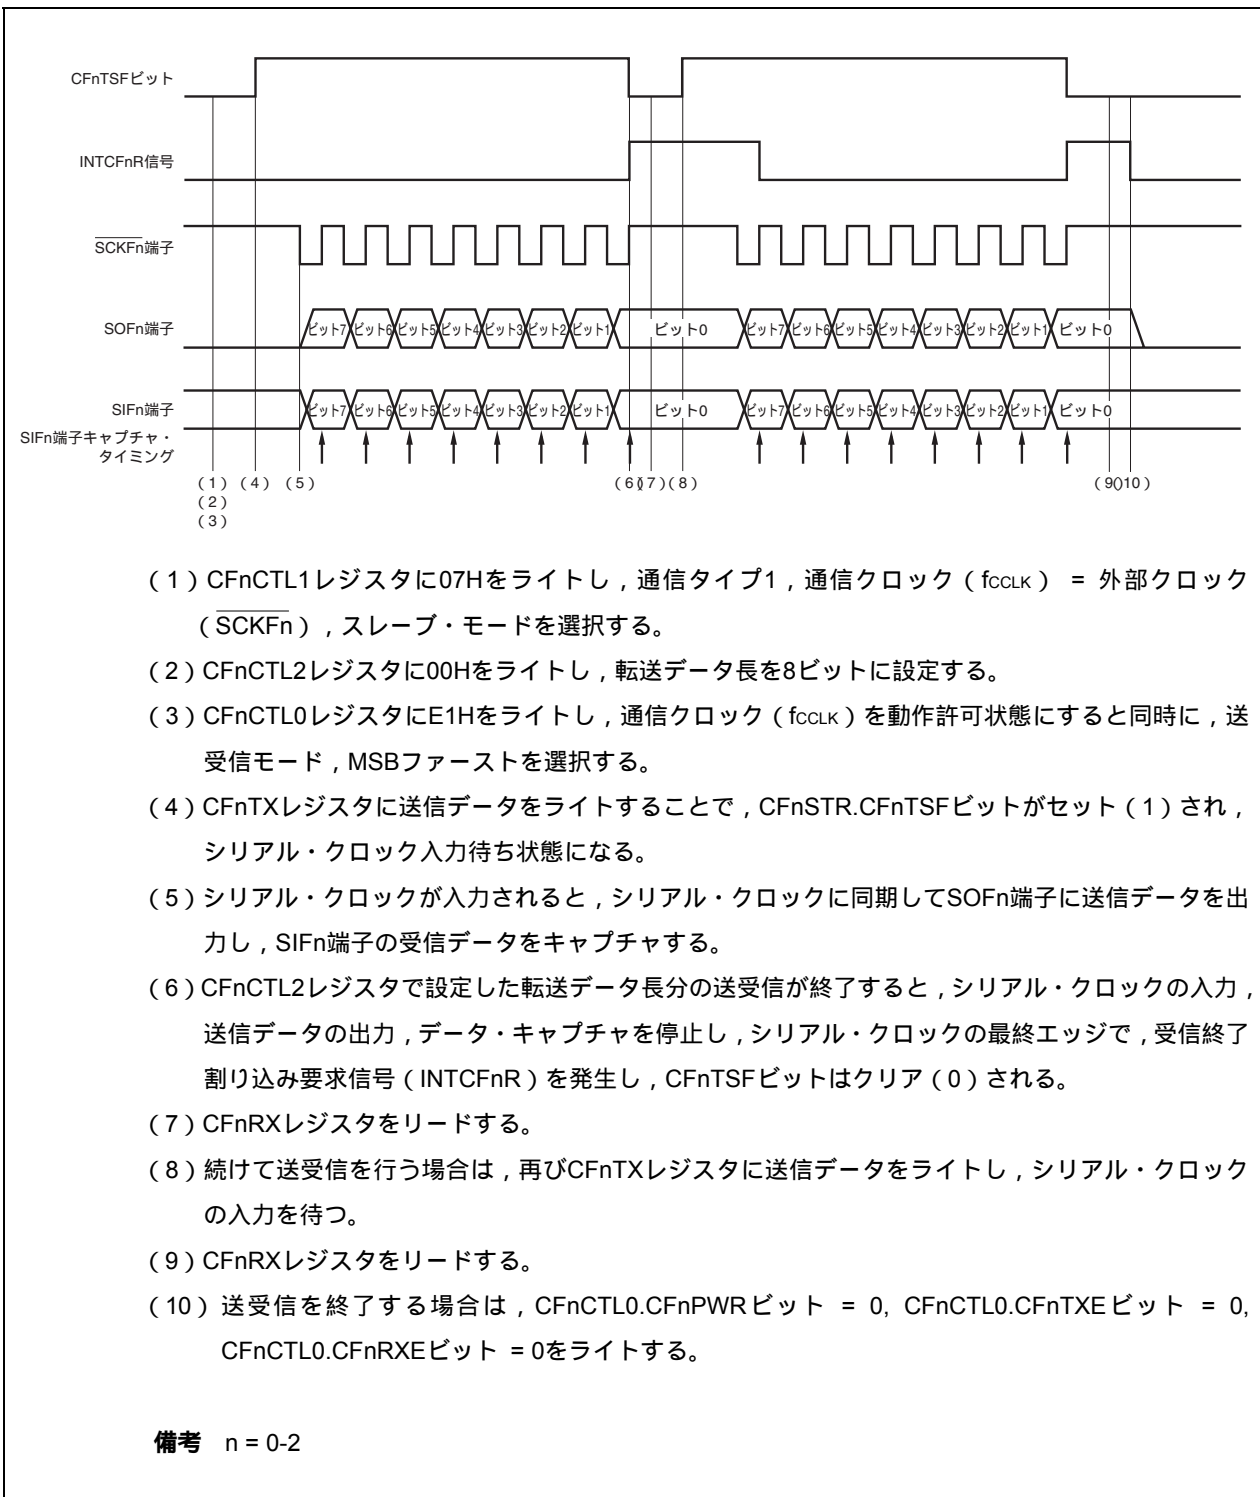 CFnTSFビット
INTCFnR信号
SCKFn端子
SOFn端子
ビット7 ビット6 ビット5 ビット4 ビット3 ビット2 ビット1 ビット0 ビット7 ビット6 ビット5 ビット4 ビット3 ビット2 ビット1 ビット0
SIFn端子
ビット7 ビット6 ビット5 ビット4 ビット3 ビット2 ビット1 ビット0 ビット7 ビット6 ビット5 ビット4 ビット3 ビット2 ビット1 ビット0
SIFn端子キャプチャ・
タイミング
(1) (4) (5) (6)(7)(8) (9)(10)
(2)
(3)
(1)CFnCTL1レジスタに07Hをライトし,通信タイプ1,通信クロック(fCCLK) = 外部クロック
(SCKFn),スレーブ・モードを選択する。
(2)CFnCTL2レジスタに00Hをライトし,転送データ長を8ビットに設定する。
(3)CFnCTL0レジスタにE1Hをライトし,通信クロック(fCCLK)を動作許可状態にすると同時に,送
受信モード,MSBファーストを選択する。
(4)CFnTXレジスタに送信データをライトすることで,CFnSTR.CFnTSFビットがセット(1)され,
シリアル・クロック入力待ち状態になる。
(5)シリアル・クロックが入力されると,シリアル・クロックに同期してSOFn端子に送信データを出
力し,SIFn端子の受信データをキャプチャする。
(6)CFnCTL2レジスタで設定した転送データ長分の送受信が終了すると,シリアル・クロックの入力,
送信データの出力,データ・キャプチャを停止し,シリアル・クロックの最終エッジで,受信終了
割り込み要求信号(INTCFnR)を発生し,CFnTSFビットはクリア(0)される。
(7)CFnRXレジスタをリードする。
(8)続けて送受信を行う場合は,再びCFnTXレジスタに送信データをライトし,シリアル・クロック
の入力を待つ。
(9)CFnRXレジスタをリードする。
(10)送受信を終了する場合は,CFnCTL0.CFnPWRビット = 0, CFnCTL0.CFnTXEビット = 0,
CFnCTL0.CFnRXEビット = 0をライトする。
備考 n = 0-2